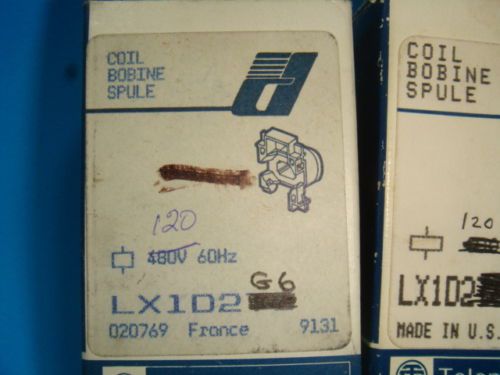 COIL
BOBINE
SPULE
120
480V 60Hz
G6
LX1D2
020769 France 9131
COIL
BOBINE
SPULE
120
LX1D2
MADE IN U.S.